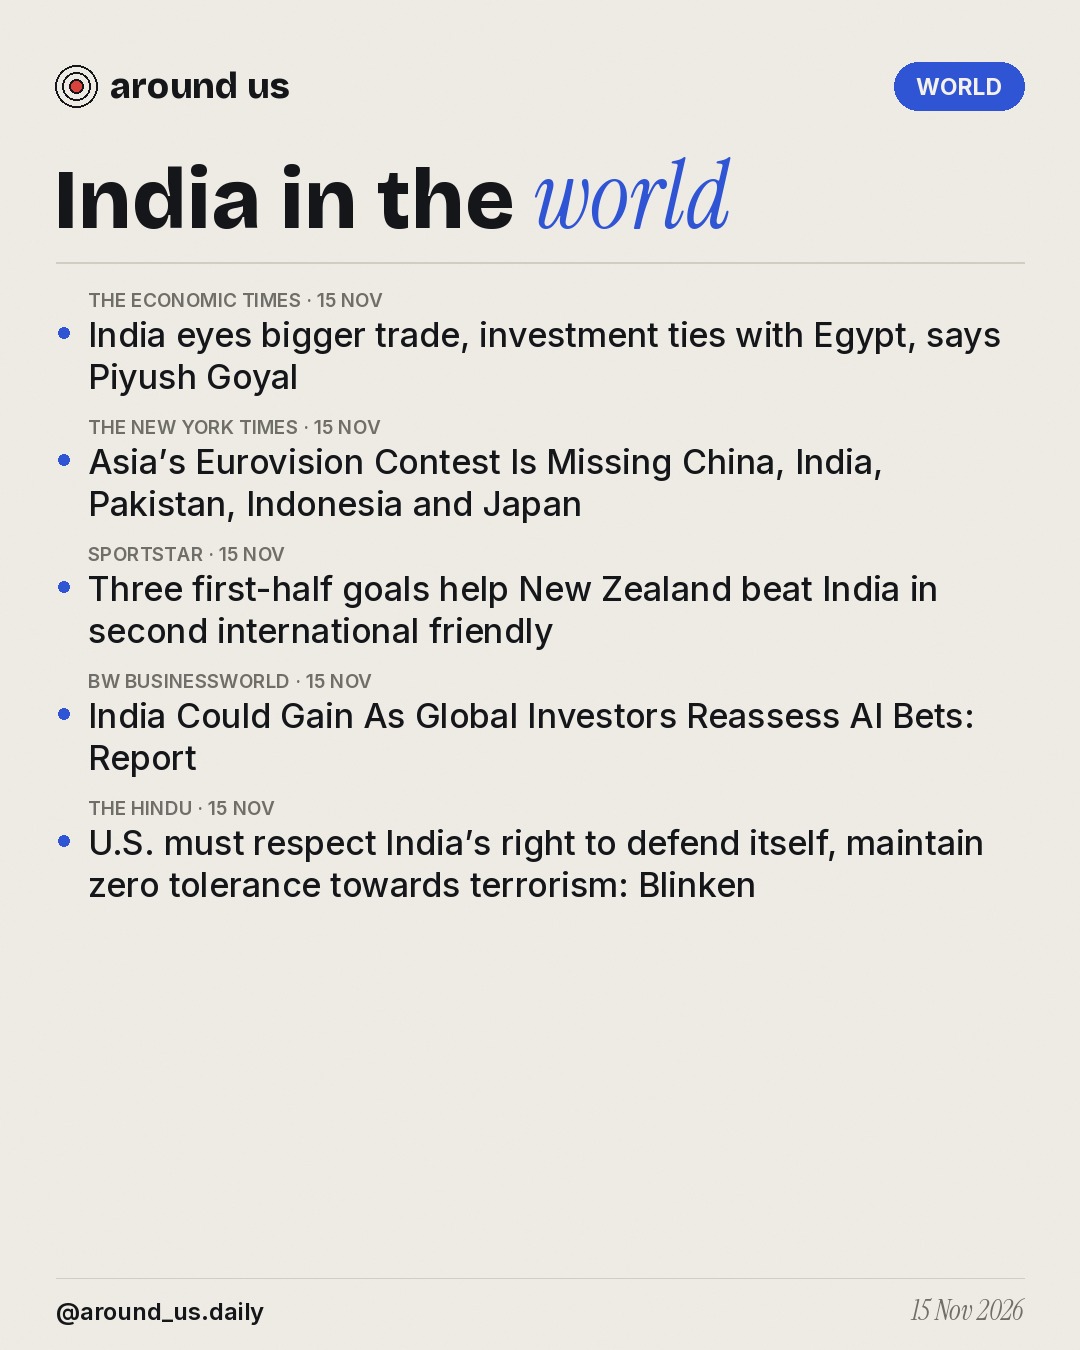 around us
WORLD
India in the world
THE ECONOMIC TIMES · 15 NOV
India eyes bigger trade, investment ties with Egypt, says
Piyush Goyal
THE NEW YORK TIMES · 15 NOV
Asia’s Eurovision Contest Is Missing China, India,
Pakistan, Indonesia and Japan
SPORTSTAR · 15 NOV
Three first-half goals help New Zealand beat India in
second international friendly
BW BUSINESSWORLD · 15 NOV
India Could Gain As Global Investors Reassess AI Bets:
Report
THE HINDU · 15 NOV
U.S. must respect India’s right to defend itself, maintain
zero tolerance towards terrorism: Blinken
@around_us.daily
15 Nov 2026